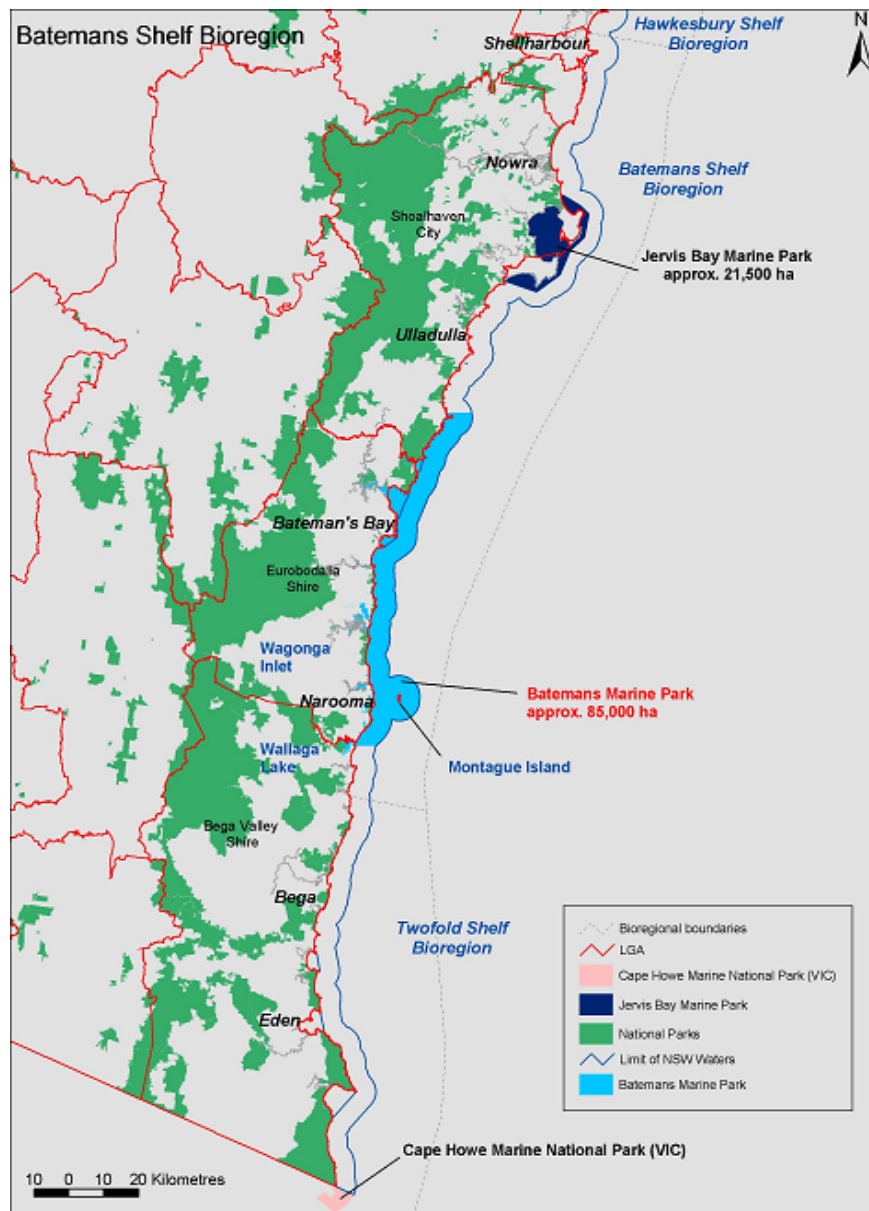 Batemans Shelf Bioregion
Hawkesbury Shelf
Bioregion
N
Shellharbour
Nowra
Batemans Shelf
Bioregion
Shoalhaven
City
Jervis Bay Marine Park
approx. 21,500 ha
Ulladulla
Bateman's Bay
Eurobodalla
Shire
Wagonga
Inlet
Narooma
Batemans Marine Park
approx. 85,000 ha
Wallaga
Lake
Montague Island
Bega Valley
Shire
Bega
Twofold Shelf
Bioregion
Eden
Bioregional boundaries
LGA
Cape Howe Marine National Park (VIC)
Jervis Bay Marine Park
National Parks
Limit of NSW Waters
Batemans Marine Park
Cape Howe Marine National Park (VIC)
10 0 10 20 Kilometres